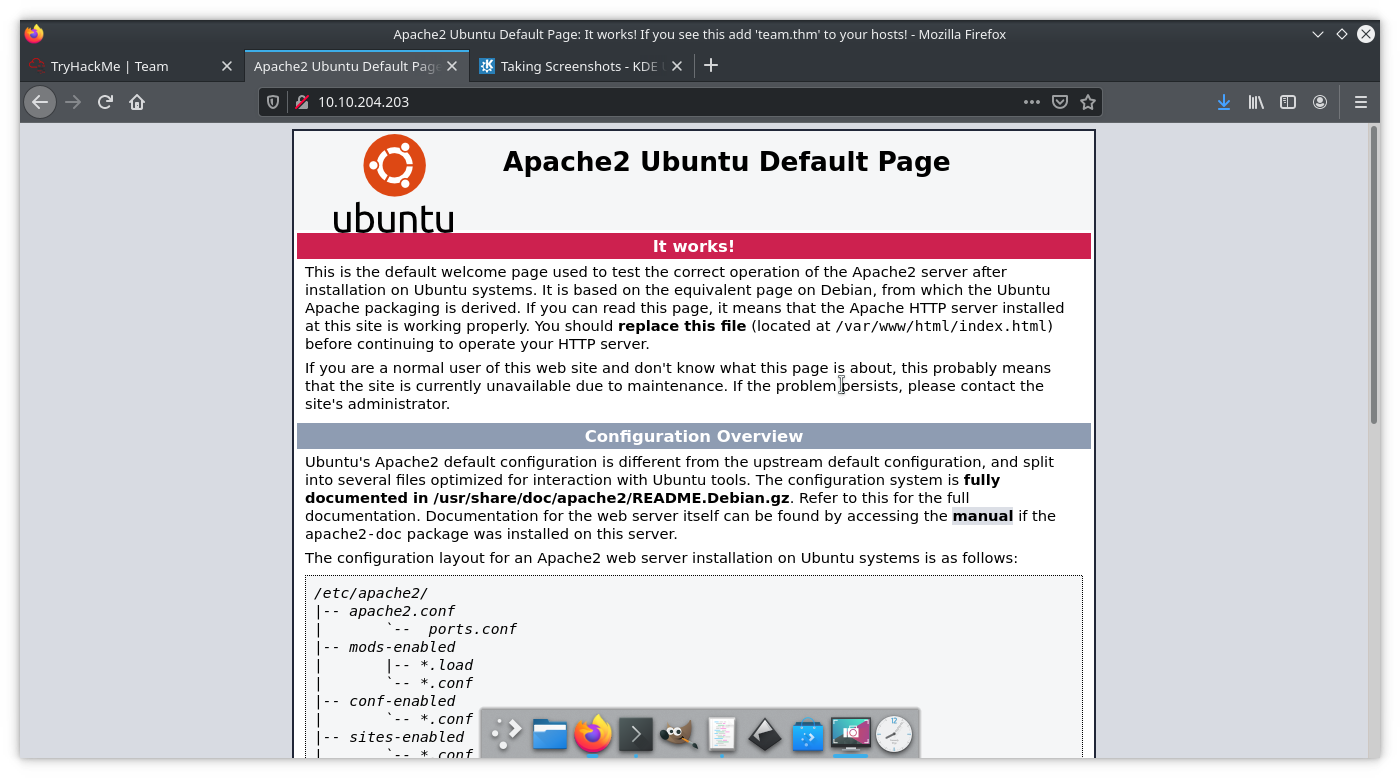 Apache2 Ubuntu Default Page: It works! If you see this add 'team.thm' to your hosts! - Mozilla Firefox
TryHackMe | Team
Apache2 Ubuntu Default Page
Taking Screenshots - KDE
10.10.204.203
ubuntu
Apache2 Ubuntu Default Page
It works!
This is the default welcome page used to test the correct operation of the Apache2 server after
installation on Ubuntu systems. It is based on the equivalent page on Debian, from which the Ubuntu
Apache packaging is derived. If you can read this page, it means that the Apache HTTP server installed
at this site is working properly. You should replace this file (located at /var/www/html/index.html)
before continuing to operate your HTTP server.
If you are a normal user of this web site and don't know what this page is about, this probably means
that the site is currently unavailable due to maintenance. If the problem persists, please contact the
site's administrator.
Configuration Overview
Ubuntu's Apache2 default configuration is different from the upstream default configuration, and split
into several files optimized for interaction with Ubuntu tools. The configuration system is fully
documented in /usr/share/doc/apache2/README.Debian.gz. Refer to this for the full
documentation. Documentation for the web server itself can be found by accessing the manual if the
apache2-doc package was installed on this server.
The configuration layout for an Apache2 web server installation on Ubuntu systems is as follows:
/etc/apache2/
|-- apache2.conf
|       `--  ports.conf
|-- mods-enabled
|       |-- *.load
|       `-- *.conf
|-- conf-enabled
|       `-- *.conf
|-- sites-enabled
|       `-- *.conf
12